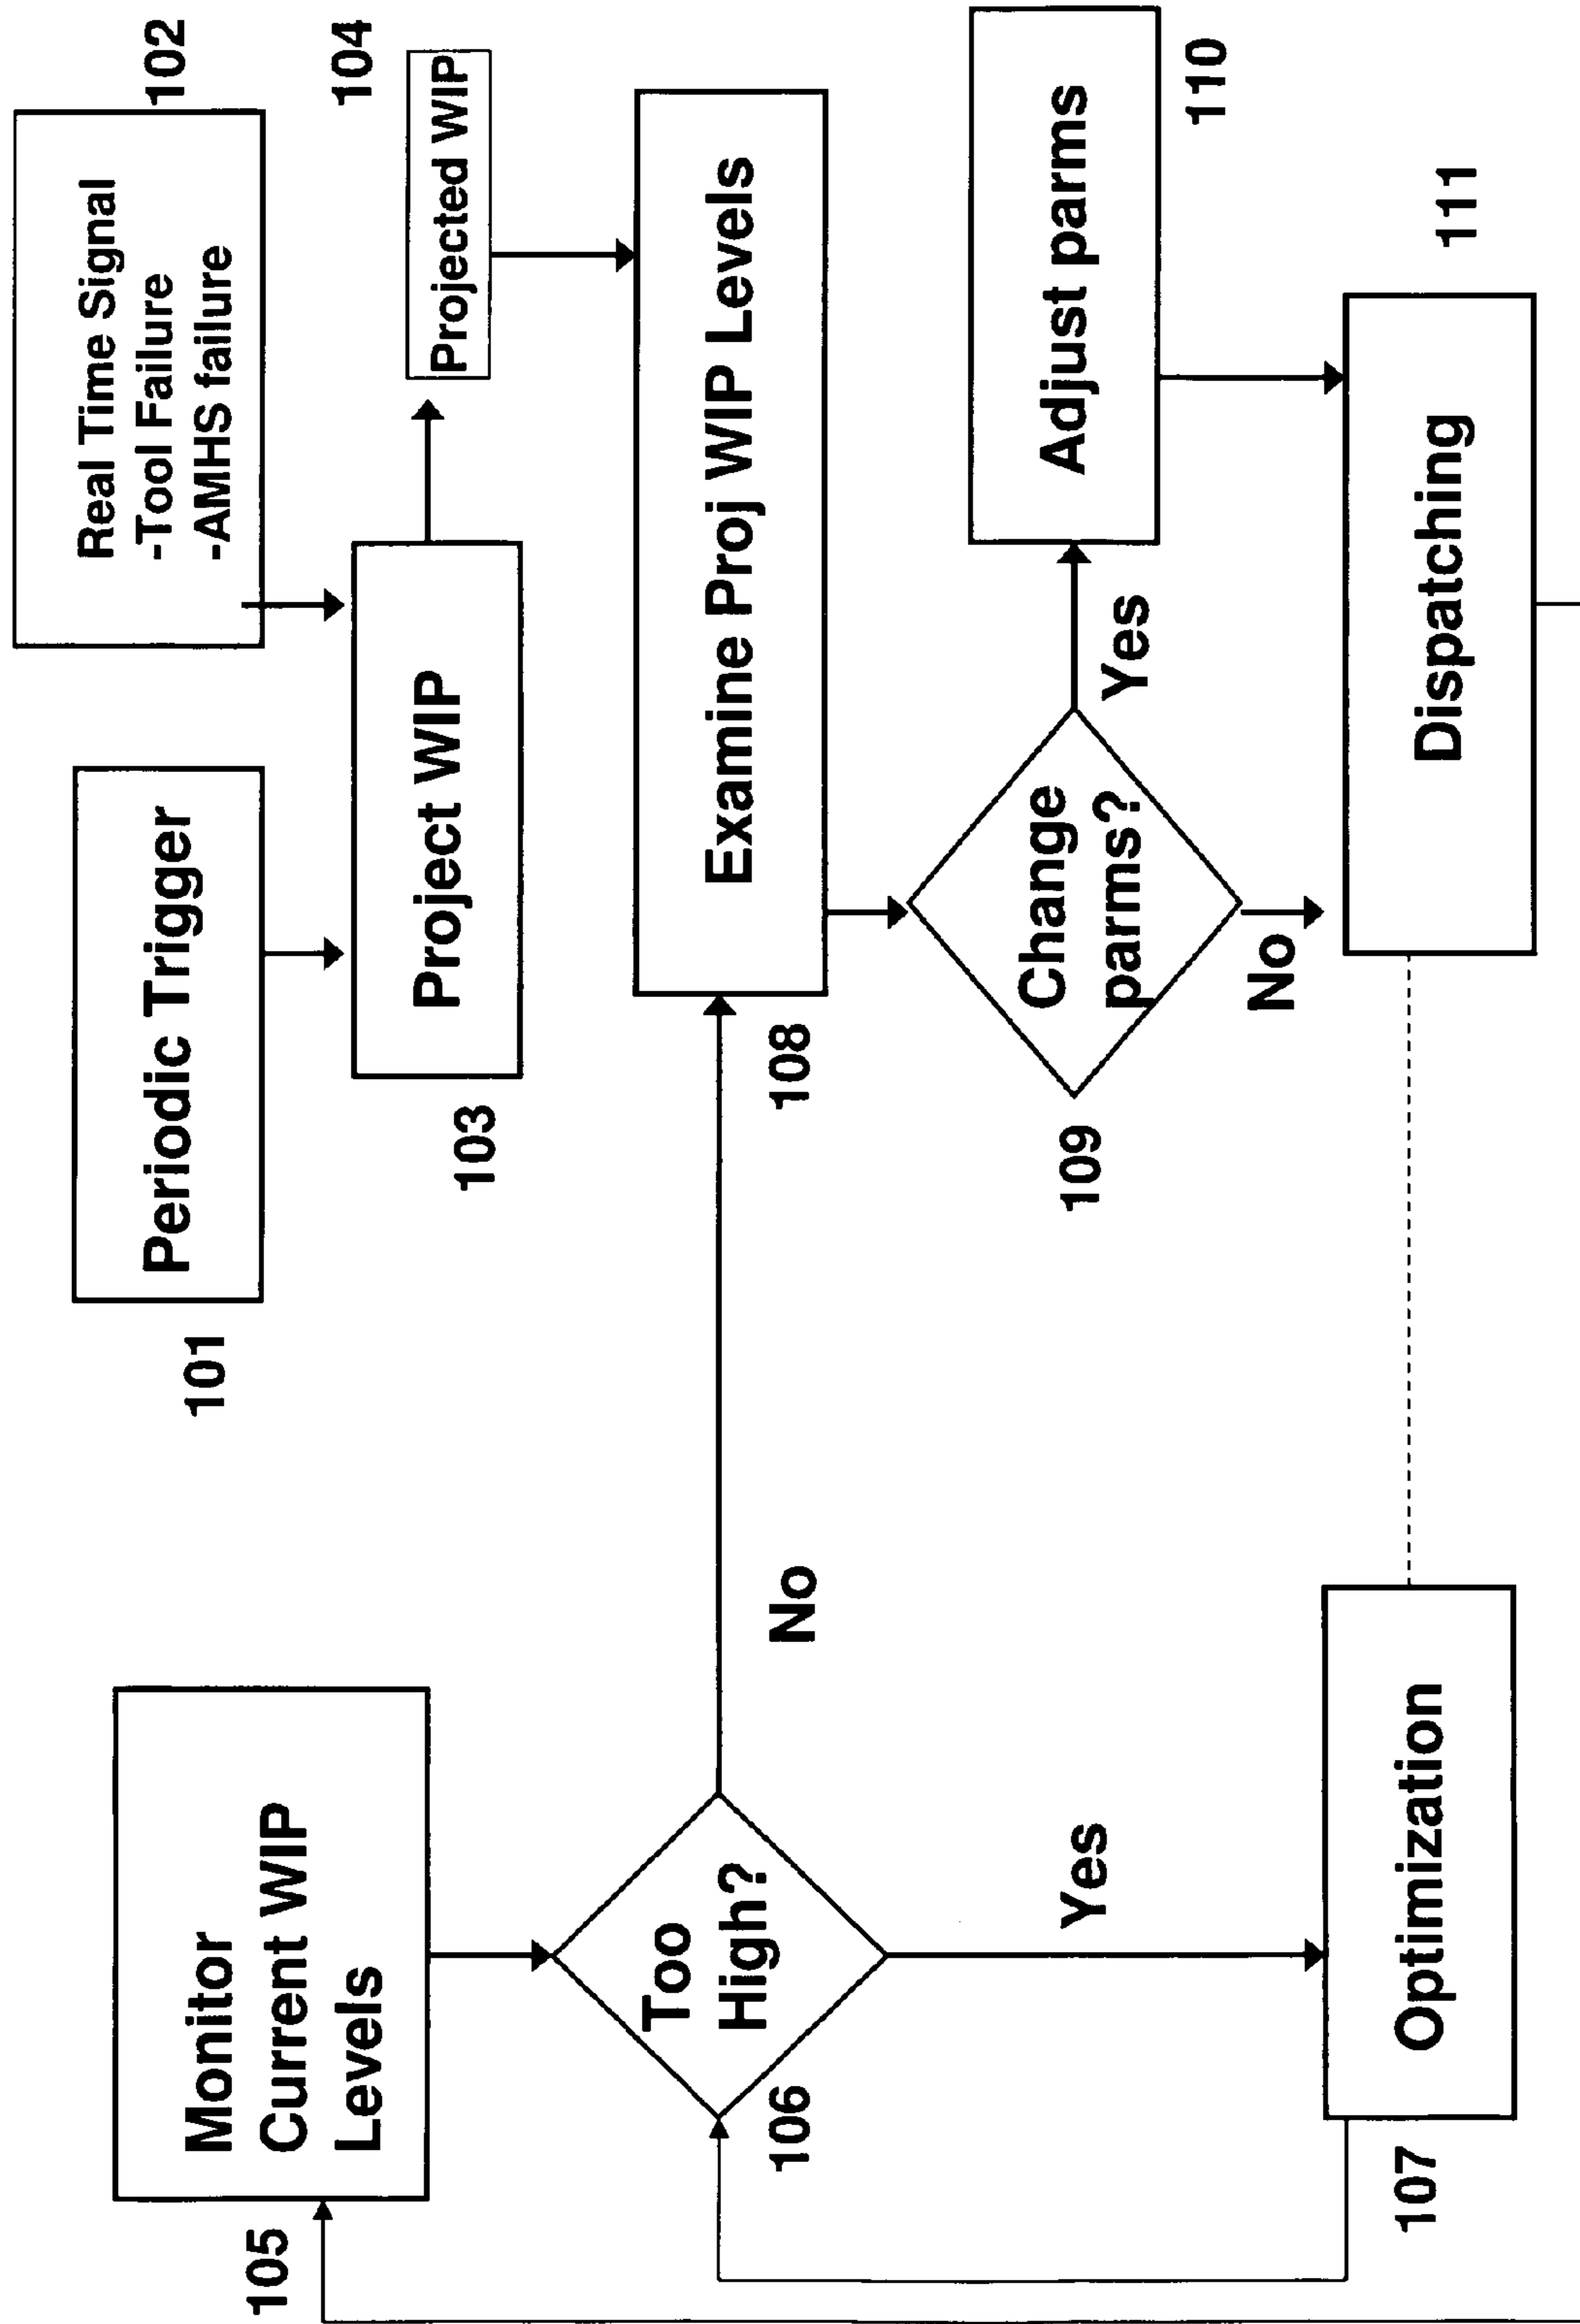 101
Periodic Trigger
Real Time Signal
-Tool Failure
-AMHS failure
102
103
Project WIP
Projected WIP
104
105
Monitor
Current WIP
Levels
106
Too
High?
No
Yes
107
Optimization
108
Examine Proj WIP Levels
109
Change
parms?
Yes
No
Adjust parms
110
Dispatching
111